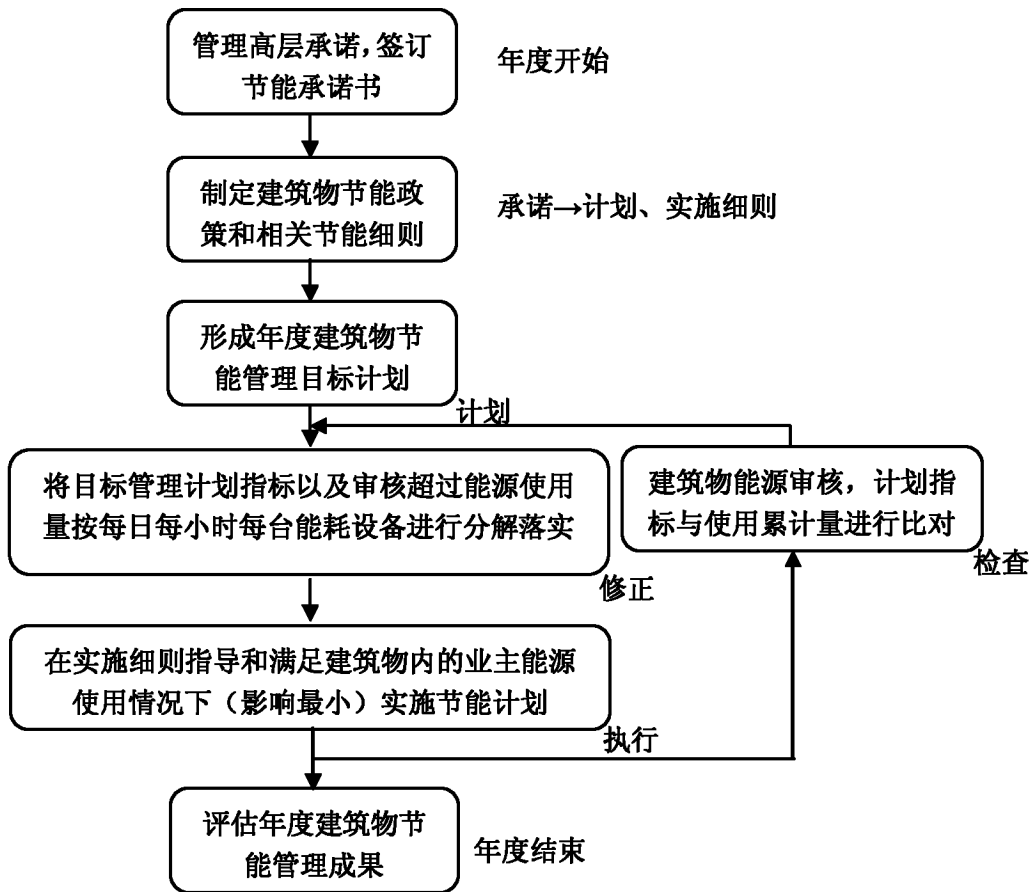 管理高层承诺，签订
节能承诺书
年度开始
制定建筑物节能政
策和相关节能细则
承诺→计划、实施细则
形成年度建筑物节
能管理目标计划
计划
将目标管理计划指标以及审核超过能源使用
量按每日每小时每台能耗设备进行分解落实
建筑物能源审核，计划指
标与使用累计量进行比对
检查
修正
在实施细则指导和满足建筑物内的业主能源
使用情况下（影响最小）实施节能计划
执行
评估年度建筑物节
能管理成果
年度结束